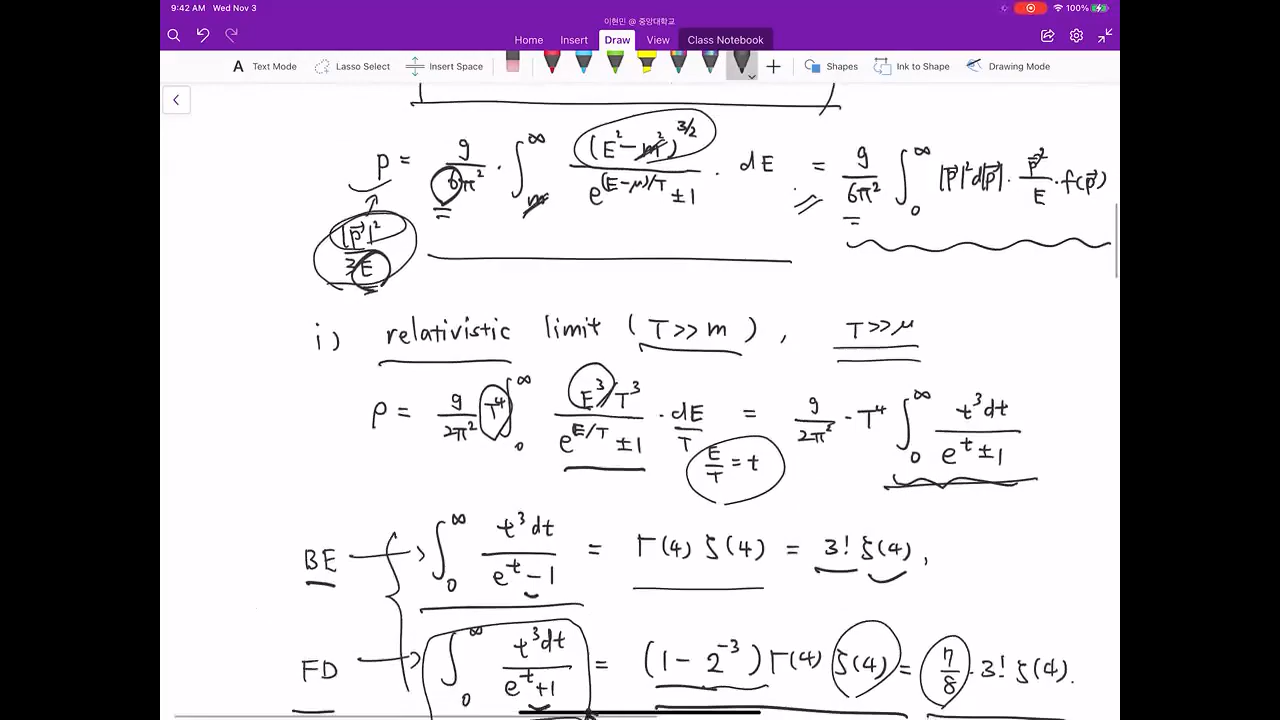 9:42 AM Wed Nov 3
100%
이현민 @ 중앙대학교
Home Insert Draw View Class Notebook
Text Mode Lasso Select Insert Space Shapes Ink to Shape Drawing Mode
p = g/6π² · ∫₀^∞ (E² - m²)^3/2 / e^(E-μ)/T ± 1 · dE = g/6π² ∫₀^∞ |p⃗|² d|p⃗| · p⃗²/E · f(p⃗)
|p⃗|²/3E
i) relativistic limit (T >> m), T >> μ
ρ = g/2π² T⁴ ∫₀^∞ E³/T³ / e^E/T ± 1 · dE/T = g/2π² · T⁴ ∫₀^∞ t³dt / e^t ± 1
E/T = t
BE → ∫₀^∞ t³dt / e^t - 1 = Γ(4) ζ(4) = 3! ζ(4),
FD → ∫₀^∞ t³dt / e^t + 1 = (1 - 2⁻³) Γ(4) ζ(4) = 7/8 · 3! ζ(4).